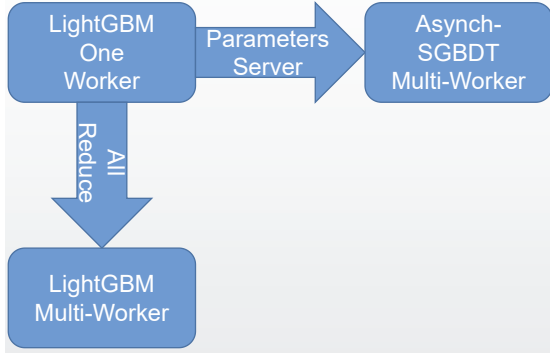 LightGBM
One
Worker
Parameters
Server
Asynch-
SGBDT
Multi-Worker
All
Reduce
LightGBM
Multi-Worker